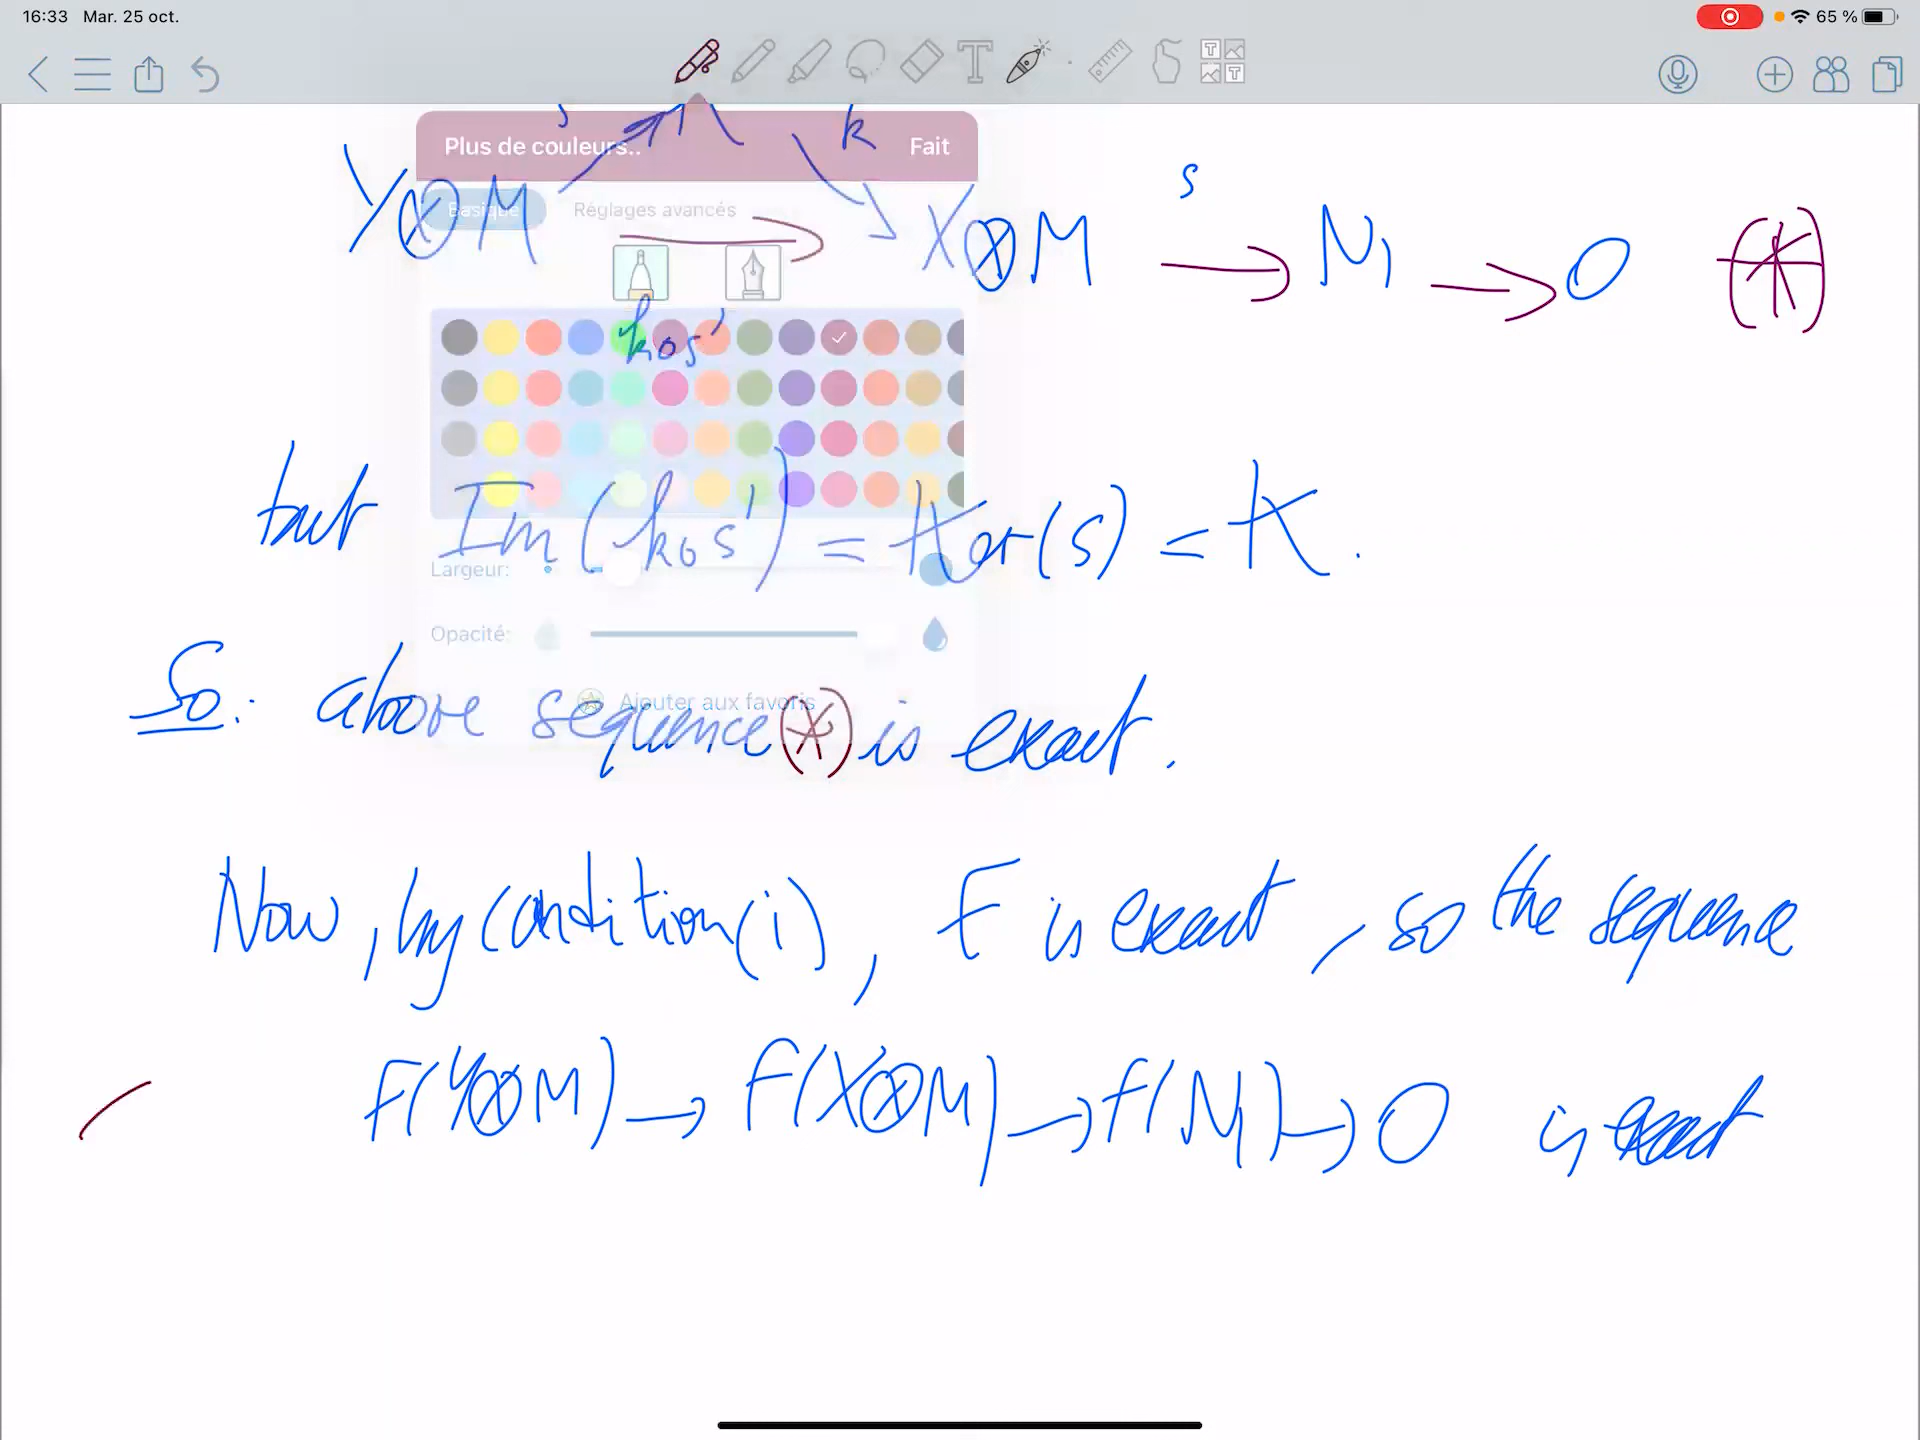 16:33 Mar. 25 oct. 65 %
s' k
Plus de couleurs.. Fait
Basique Réglages avancés
Y⊗M X⊗M s → N₁ → 0 (*)
k∘s'
but Im(k∘s') = Ker(s) = K.
Largeur:
Opacité:
Ajouter aux favoris
So: above sequence (*) is exact.
Now, by condition (i), F is exact, so the sequence
F(Y⊗M) → F(X⊗M) → F(N₁) → 0 is exact